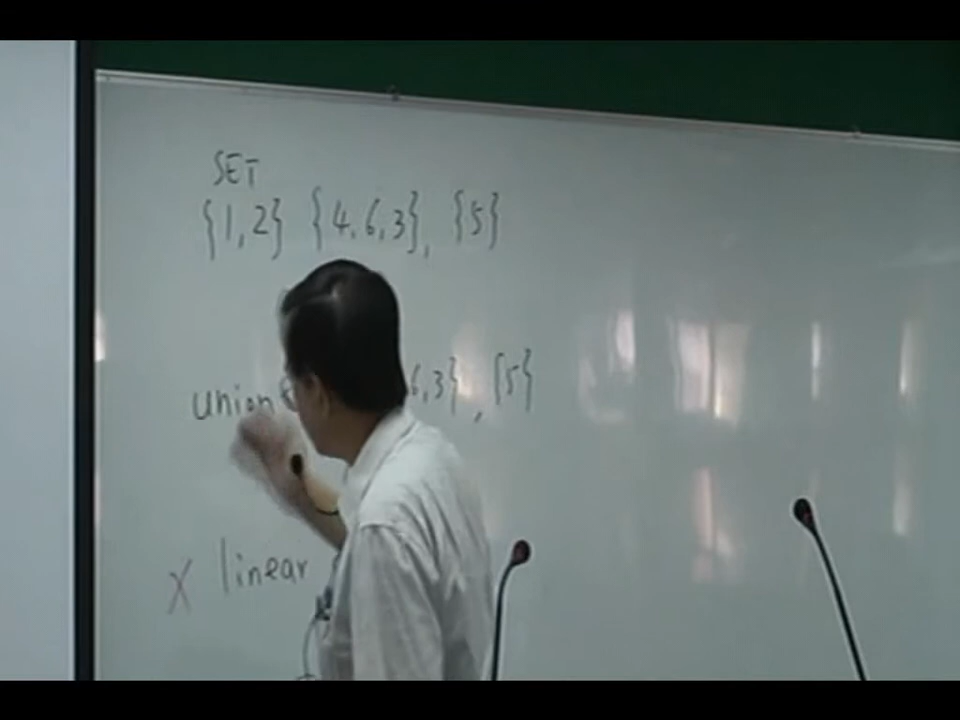 SET
{1,2} {4,6,3}, {5}
union 6,3} , {5}
X linear